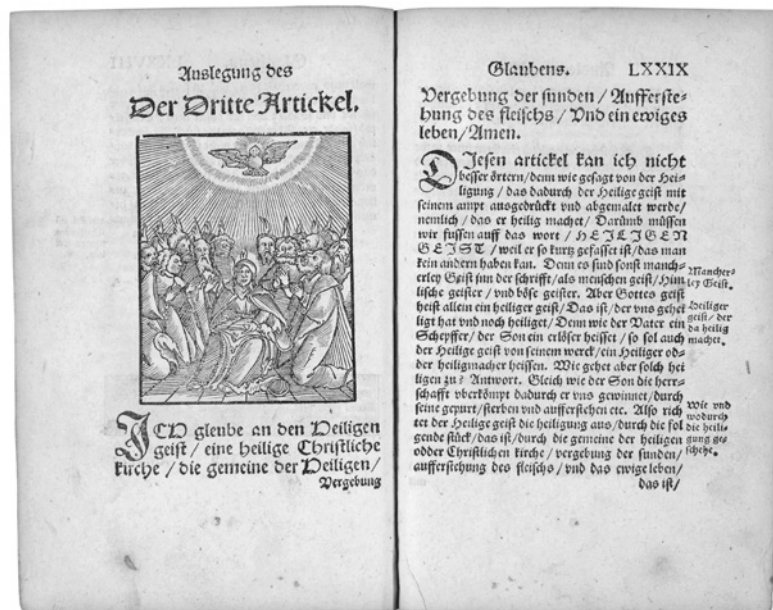 Auslegung des
Der Dritte Artickel.
ICH gleube an den Heiligen
geist / eine heilige Christliche
kirche / die gemeine der Heiligen /
Vergebung
Glaubens. LXXIX
Vergebung der sunden / Aufferste-
hung des fleischs / Vnd ein ewiges
leben / Amen.
DIesen artickel kan ich nicht
besser örtern / denn wie gesagt von der Hei-
ligung / das dadurch der Heilige geist mit
seinem ampt ausgedrückt vnd abgemalet werde /
nemlich / das er heilig machet / Darümb müssen
wir fussen auff das wort / HEILIGEN
GEIST / weil er so kurtz gefasset ist / das man
kein andern haben kan. Denn es sind sonst manch-
erley Geist jnn der schrifft / als menschen geist / Him
lische geister / vnd böse geister. Aber Gottes geist
heist allein ein heiliger geist / Das ist / der vns gehei
ligt hat vnd noch heiliget / Denn wie der Vater ein
Schepffer / der Son ein erlöser heisset / so sol auch
der Heilige geist von seinem werck / ein Heiliger od-
der heiligmacher heissen. Wie gehet aber solch hei
ligen zu? Antwort. Gleich wie der Son die herr-
schafft vberkömpt dadurch er vns gewinnet / durch
seine gepurt / sterben vnd aufferstehen etc. Also rich
tet der Heilige geist die heiligung aus / durch die fol
gende stück / das ist / durch die gemeine der heiligen
odder Christlichen kirche / vergebung der sunden /
aufferstehung des fleischs / vnd das ewige leben /
das ist /
Mancher-
ley Geist.
Heiliger
geist / der
da heilig
machet.
Wie vnd
wodurch
die heili-
gung ge-
schehe.